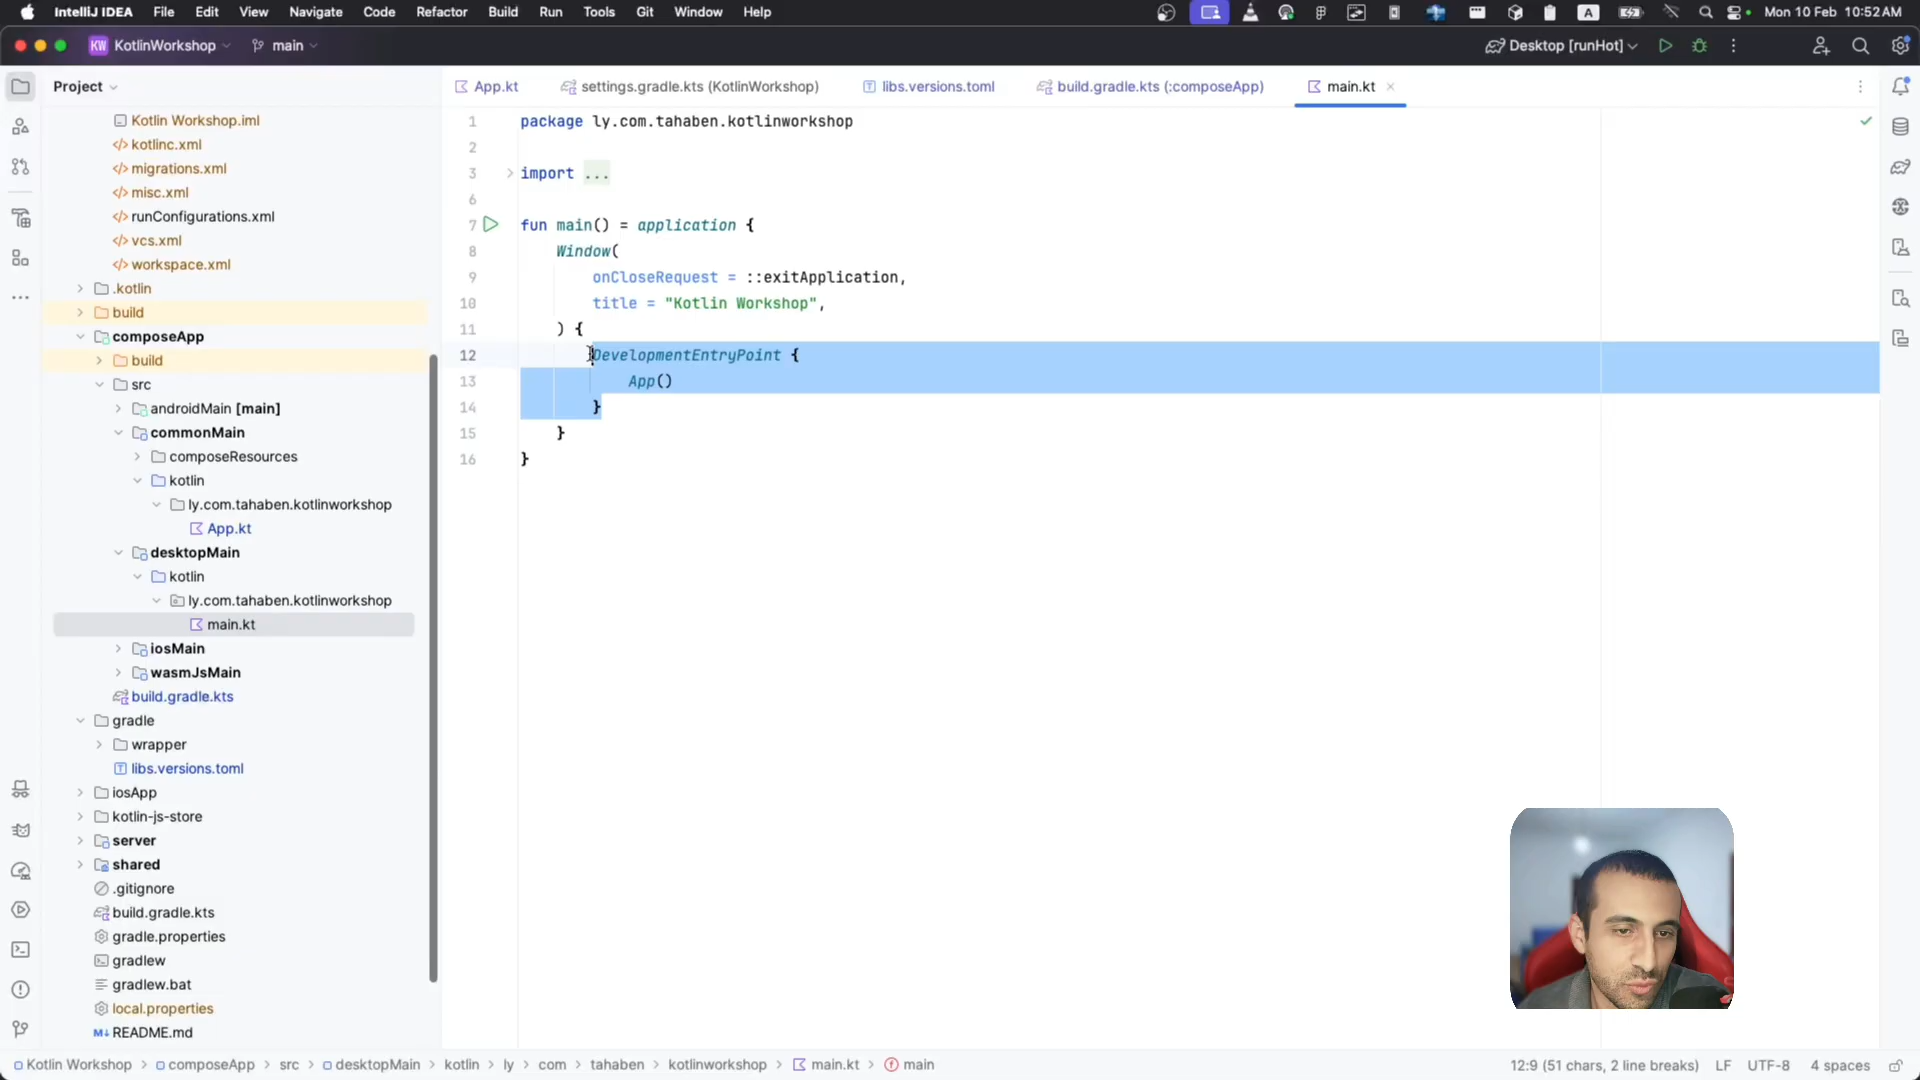 IntelliJ IDEA File Edit View Navigate Code Refactor Build Run Tools Git Window Help A Mon 10 Feb 10:52 AM
KW KotlinWorkshop main Desktop [runHot]
Project
App.kt settings.gradle.kts (KotlinWorkshop) libs.versions.toml build.gradle.kts (:composeApp) main.kt
Kotlin Workshop.iml
kotlinc.xml
migrations.xml
misc.xml
runConfigurations.xml
vcs.xml
workspace.xml
.kotlin
build
composeApp
build
src
androidMain [main]
commonMain
composeResources
kotlin
ly.com.tahaben.kotlinworkshop
App.kt
desktopMain
kotlin
ly.com.tahaben.kotlinworkshop
main.kt
iosMain
wasmJsMain
build.gradle.kts
gradle
wrapper
libs.versions.toml
iosApp
kotlin-js-store
server
shared
.gitignore
build.gradle.kts
gradle.properties
gradlew
gradlew.bat
local.properties
M↓ README.md
1 package ly.com.tahaben.kotlinworkshop
2
3 import ...
6
7 fun main() = application {
8 Window(
9 onCloseRequest = ::exitApplication,
10 title = "Kotlin Workshop",
11 ) {
12 DevelopmentEntryPoint {
13 App()
14 }
15 }
16 }
Kotlin Workshop > composeApp > src > desktopMain > kotlin > ly > com > tahaben > kotlinworkshop > main.kt > main 12:9 (51 chars, 2 line breaks) LF UTF-8 4 spaces